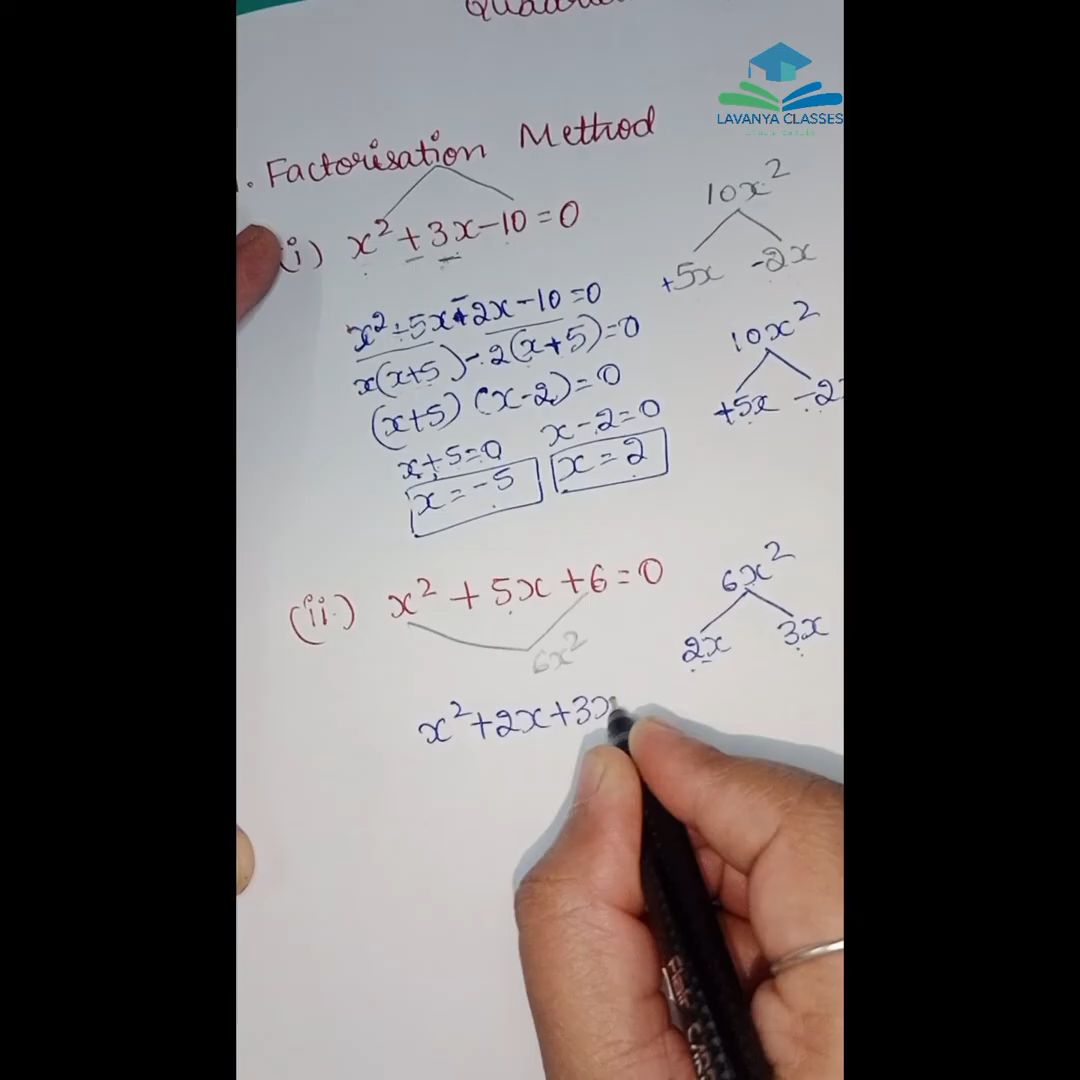 LAVANYA CLASSES
1. Factorisation Method
(i) x² + 3x - 10 = 0
10x²
+5x -2x
x² + 5x - 2x - 10 = 0
x(x+5) - 2(x+5) = 0
(x+5) (x-2) = 0
x+5=0 x-2=0
x = -5 x = 2
10x²
+5x -2x
(ii.) x² + 5x + 6 = 0
6x²
6x²
2x 3x
x² + 2x + 3x